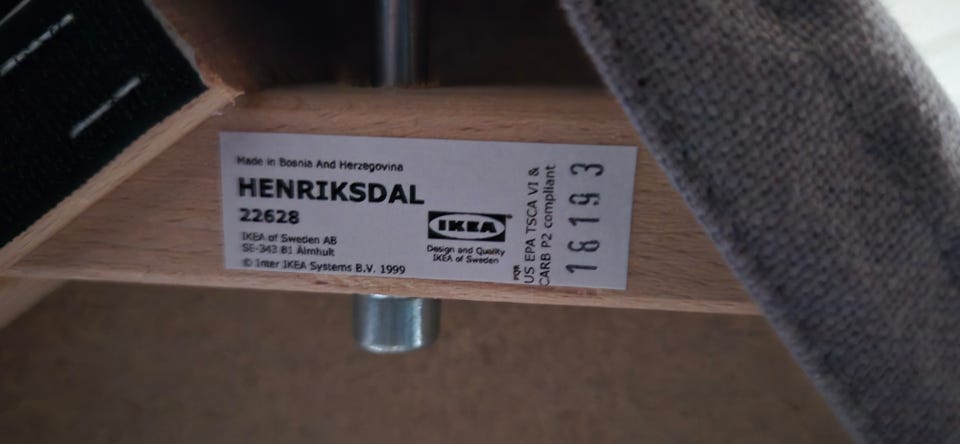 Made in Bosnia And Herzegovina
HENRIKSDAL
22628
IKEA of Sweden AB
SE-343 81 Älmhult
© Inter IKEA Systems B.V. 1999
IKEA®
Design and Quality
IKEA of Sweden
PQR
US EPA TSCA VI &
CARB P2 compliant
18193